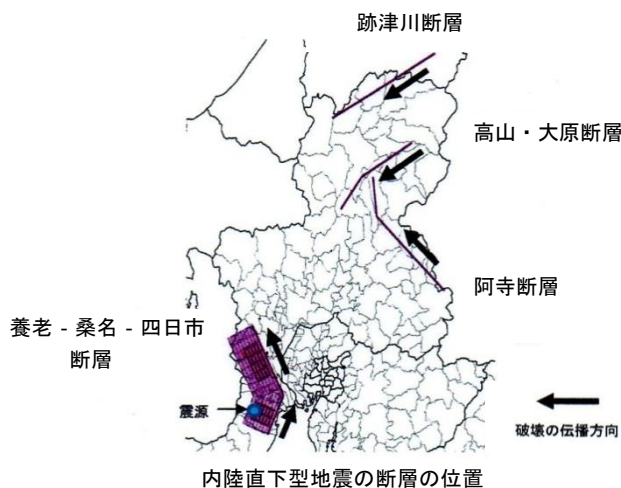 跡津川断層
高山・大原断層
阿寺断層
養老 - 桑名 - 四日市
断層
震源
破壊の伝播方向
内陸直下型地震の断層の位置